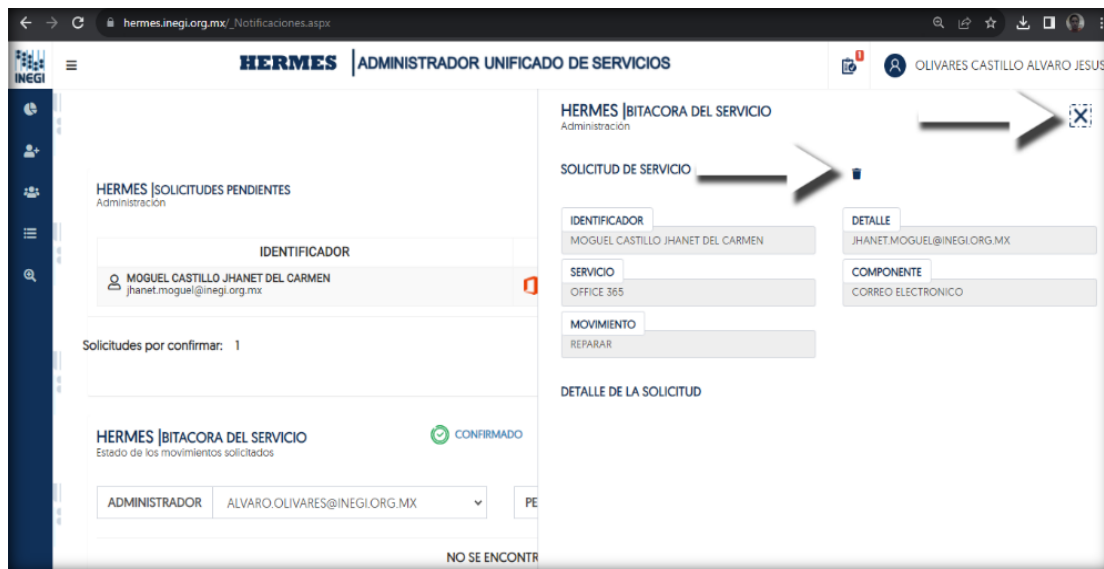 hermes.inegi.org.mx/_Notificaciones.aspx
INEGI
HERMES |ADMINISTRADOR UNIFICADO DE SERVICIOS
OLIVARES CASTILLO ALVARO JESUS
HERMES |SOLICITUDES PENDIENTES
Administración
IDENTIFICADOR
MOGUEL CASTILLO JHANET DEL CARMEN
jhanet.moguel@inegi.org.mx
Solicitudes por confirmar: 1
HERMES |BITACORA DEL SERVICIO
CONFIRMADO
Estado de los movimientos solicitados
ADMINISTRADOR
ALVARO.OLIVARES@INEGI.ORG.MX
PE
NO SE ENCONTR
HERMES |BITACORA DEL SERVICIO
Administración
SOLICITUD DE SERVICIO
IDENTIFICADOR
MOGUEL CASTILLO JHANET DEL CARMEN
DETALLE
JHANET.MOGUEL@INEGI.ORG.MX
SERVICIO
OFFICE 365
COMPONENTE
CORREO ELECTRONICO
MOVIMIENTO
REPARAR
DETALLE DE LA SOLICITUD